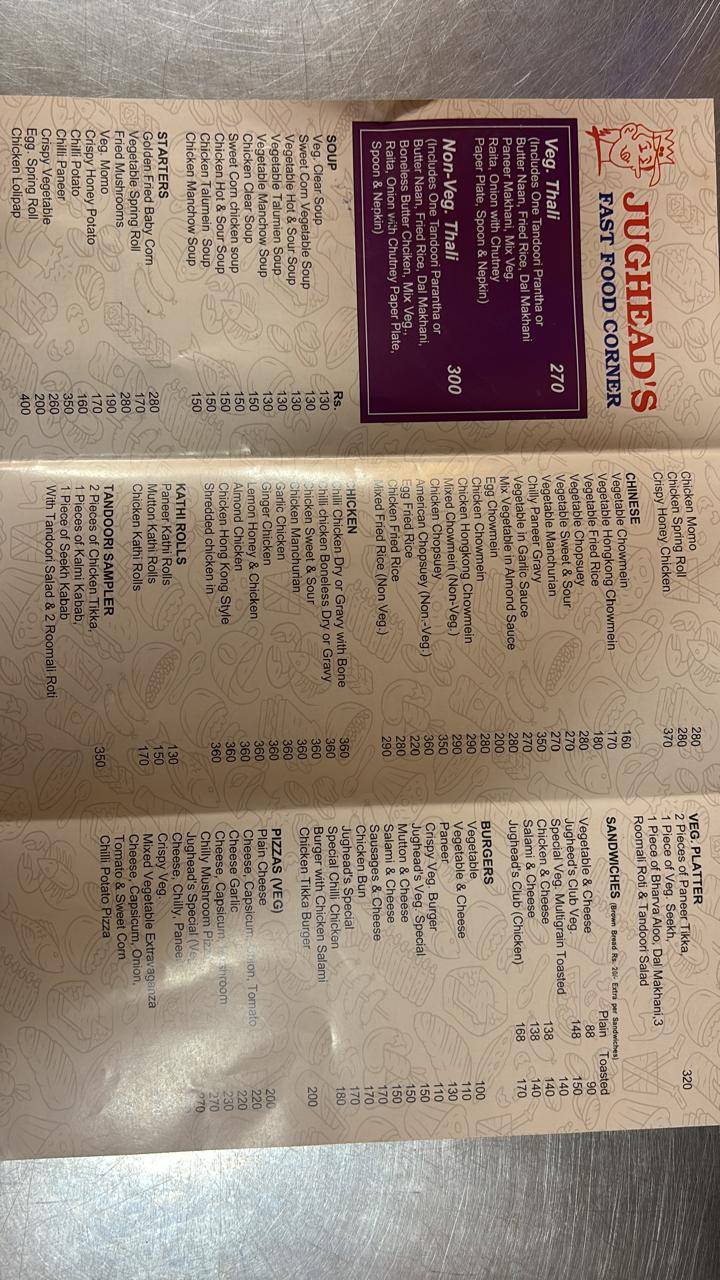 JUGHEAD'S
FAST FOOD CORNER
Veg. Thali 270
(Includes One Tandoori Prantha or
Butter Naan, Fried Rice, Dal Makhani
Paneer Makhani, Mix Veg.
Raita, Onion with Chutney
Paper Plate, Spoon & Nepkin)
Non-Veg. Thali 300
(Includes One Tandoori Parantha or
Butter Naan, Fried Rice, Dal Makhani,
Boneless Butter Chciken, Mix Veg.,
Raita, Onion with Chutney Paper Plate,
Spoon & Nepkin)
SOUP Rs.
Veg. Clear Soup 130
Sweet Corn Vegetable Soup 130
Vegetable Hot & Sour Soup 130
Vegetable Talumien Soup 130
Vegetable Manchow Soup 130
Chicken Clear Soup 150
Sweet Corn chicken soup 150
Chicken Hot & Sour Soup 150
Chicken Talumein Soup 150
Chicken Manchow Soup 150
STARTERS
Golden Fried Baby Corn 280
Vegetable Spring Roll 170
Fried Mushrooms 280
Veg. Momo 190
Crispy Honey Potato 170
Chilli Potato 160
Chilli Paneer 350
Crispy Vegetable 260
Egg Spring Roll 200
Chicken Lolipap 400
Chicken Momo 280
Chicken Spring Roll 280
Crispy Honey Chicken 370
CHINESE
Vegetable Chowmein 160
Vegetable Hongkong Chowmein 170
Vegetable Fried Rice 180
Vegetable Chopsuey 280
Vegetable Sweet & Sour 270
Vegetable Manchurian 270
Chilly Paneer Gravy 350
Vegetable in Garlic Sauce 270
Mix Vegetable in Almond Sauce 280
Egg Chowmein 200
Chicken Chowmein 280
Chicken Hongkong Chowmein 290
Mixed Chowmein (Non-Veg.) 290
Chicken Chopsuey 350
American Chopsuey (Non.-Veg.) 360
Egg Fried Rice 220
Chicken Fried Rice 280
Mixed Fried Rice (Non Veg.) 290
CHICKEN
Chilli Chicken Dry or Gravy with Bone 360
Chilli chicken Boneless Dry or Gravy 360
Chicken Sweet & Sour 360
Chicken Manchurian 360
Garlic Chicken 360
Ginger Chicken 360
Lemon Honey & Chicken 360
Almond Chicken 360
Chicken Hong Kong Style 360
Shredded chicken in 360
KATHI ROLLS
Paneer Kathi Rolls 130
Mutton Kathi Rolls 150
Chicken Kathi Rolls 170
TANDOORI SAMPLER
2 Pieces of Chicken Tikka, 350
1 Pieces of Kalmi Kabab,
1 Piece of Seekh Kabab
With Tandoori Salad & 2 Roomali Roti
VEG. PLATTER
2 Pieces of Paneer Tikka, 320
1 Piece of Veg. Seekh,
1 Piece of Bharva Aloo, Dal Makhani,3
Roomali Roti & Tandoori Salad
SANDWICHES (Brown Bread Rs. 20/- Extra per Sandwiches)
Plain Toasted
Vegetable & Cheese 88 90
Jugheed's Club Veg. 148 150
Special Veg. Multigrain Toasted 140
Chicken & Cheese 138 140
Salami & Cheese 138 140
Jughead's Club (Chicken) 168 170
BURGERS
Vegetable 100
Vegetable & Cheese 110
Paneer 130
Crispy Veg. Burger 110
Jughead's Veg. Special 150
Mutton & Cheese 150
Salami & Cheese 150
Sausages & Cheese 170
Chicken Bun 170
Jughead's Special 170
Special Chilli Chicken 180
Burger with Chicken Salami
Chicken Tikka Burger 200
PIZZAS (VEG)
Plain Cheese 200
Cheese, Capsicum, Onion, Tomato 220
Cheese Garlic 220
Cheese, Capsicum 230
Chilly Mushroom 270
Jughead's Special 270
Cheese, Chilly, Paneer
Crispy Veg.
Mixed Vegetable Extravaganza
Cheese, Capsicum, Onion,
Tomato & Sweet Corn
Chilli Potato Pizza